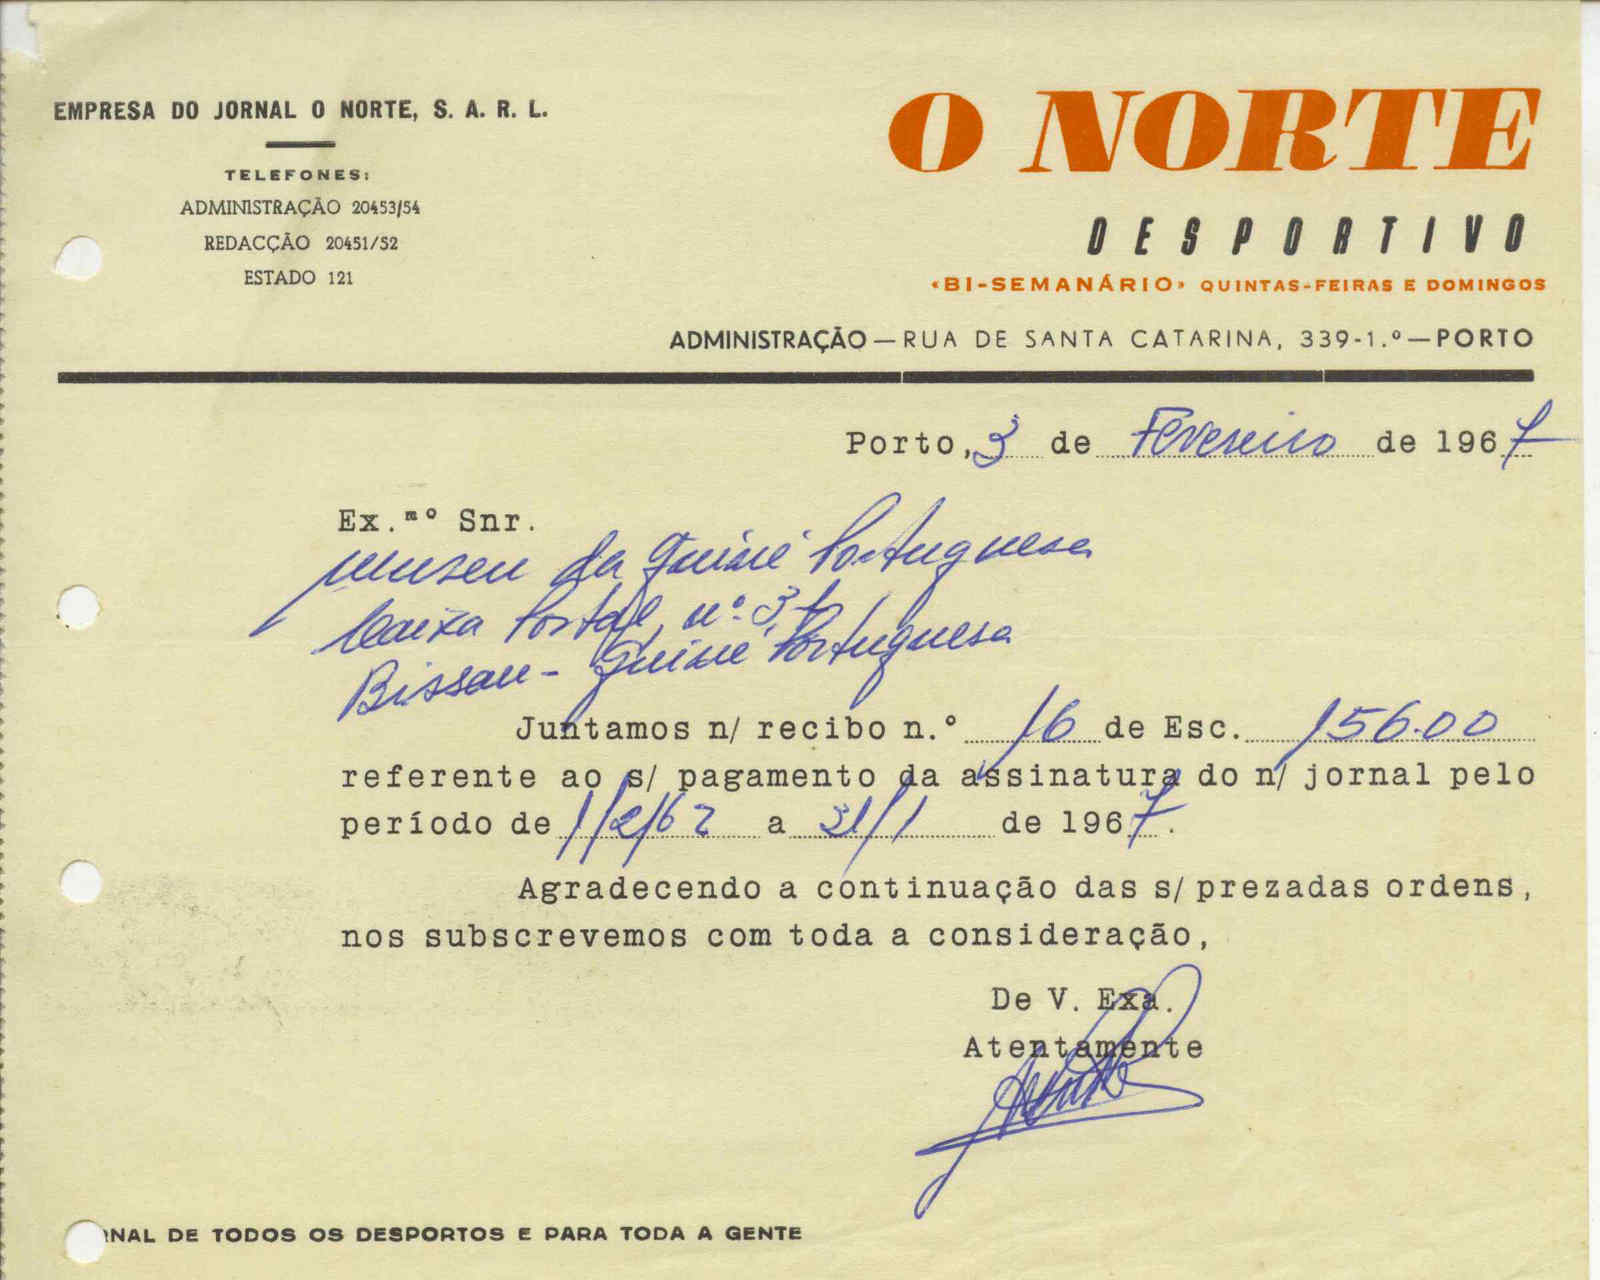 EMPRESA DO JORNAL O NORTE, S. A. R. L.
TELEFONES:
ADMINISTRAÇÃO 20453/54
REDACÇÃO 20451/52
ESTADO 121
O NORTE
DESPORTIVO
«BI-SEMANÁRIO» QUINTAS-FEIRAS E DOMINGOS
ADMINISTRAÇÃO—RUA DE SANTA CATARINA, 339-1.º—PORTO
Porto, 3 de Fevereiro de 1967
Ex.mº Snr.
Museu da Guiné Portuguesa
Caixa Postal, nº. 37
Bissau - Guiné Portuguesa
Juntamos n/ recibo n.º 16 de Esc. 156.00
referente ao s/ pagamento da assinatura do n/ jornal pelo
período de 1/2/67 a 31/1 de 1967.
Agradecendo a continuação das s/ prezadas ordens,
nos subscrevemos com toda a consideração,
De V. Exa.
Atentamente
RNAL DE TODOS OS DESPORTOS E PARA TODA A GENTE